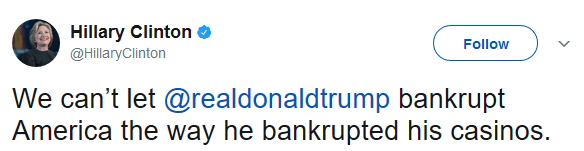 Hillary Clinton
@HillaryClinton
Follow
We can't let @realdonaldtrump bankrupt
America the way he bankrupted his casinos.